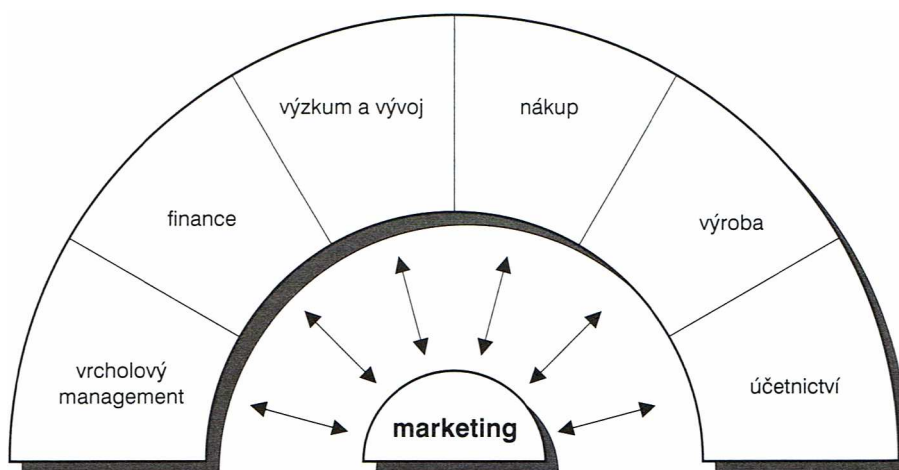 výzkum a vývoj
nákup
finance
výroba
vrcholový
management
účetnictví
marketing